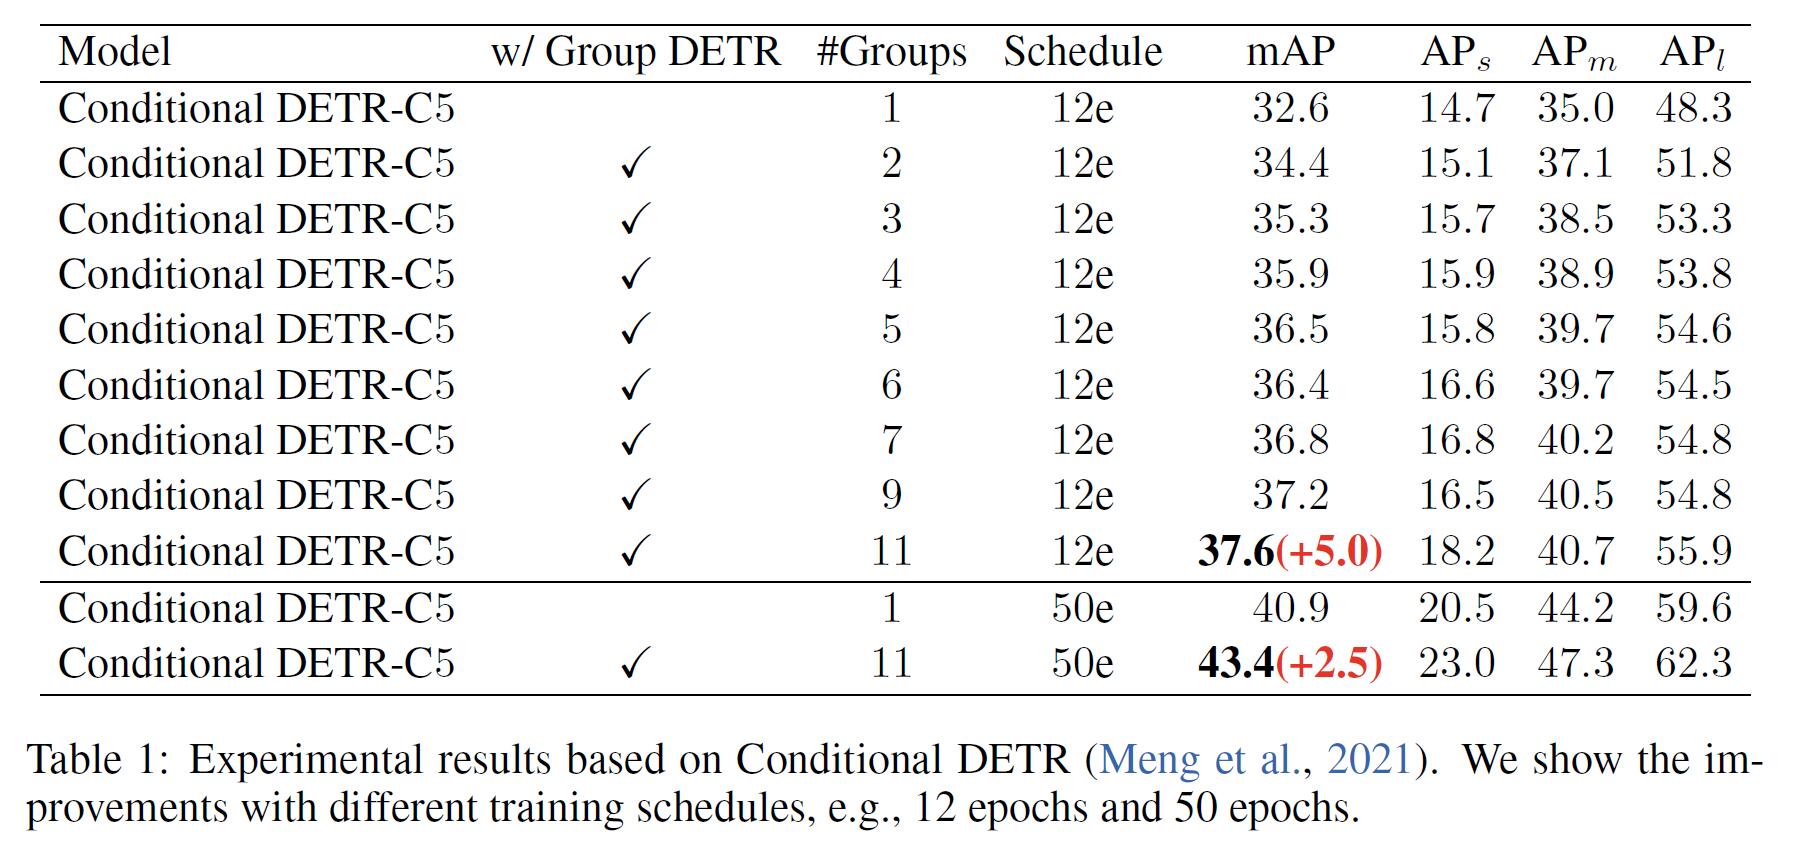 Model w/ Group DETR #Groups Schedule mAP APs APm APl
Conditional DETR-C5 1 12e 32.6 14.7 35.0 48.3
Conditional DETR-C5 ✓ 2 12e 34.4 15.1 37.1 51.8
Conditional DETR-C5 ✓ 3 12e 35.3 15.7 38.5 53.3
Conditional DETR-C5 ✓ 4 12e 35.9 15.9 38.9 53.8
Conditional DETR-C5 ✓ 5 12e 36.5 15.8 39.7 54.6
Conditional DETR-C5 ✓ 6 12e 36.4 16.6 39.7 54.5
Conditional DETR-C5 ✓ 7 12e 36.8 16.8 40.2 54.8
Conditional DETR-C5 ✓ 9 12e 37.2 16.5 40.5 54.8
Conditional DETR-C5 ✓ 11 12e 37.6(+5.0) 18.2 40.7 55.9
Conditional DETR-C5 1 50e 40.9 20.5 44.2 59.6
Conditional DETR-C5 ✓ 11 50e 43.4(+2.5) 23.0 47.3 62.3
Table 1: Experimental results based on Conditional DETR (Meng et al., 2021). We show the im-
provements with different training schedules, e.g., 12 epochs and 50 epochs.